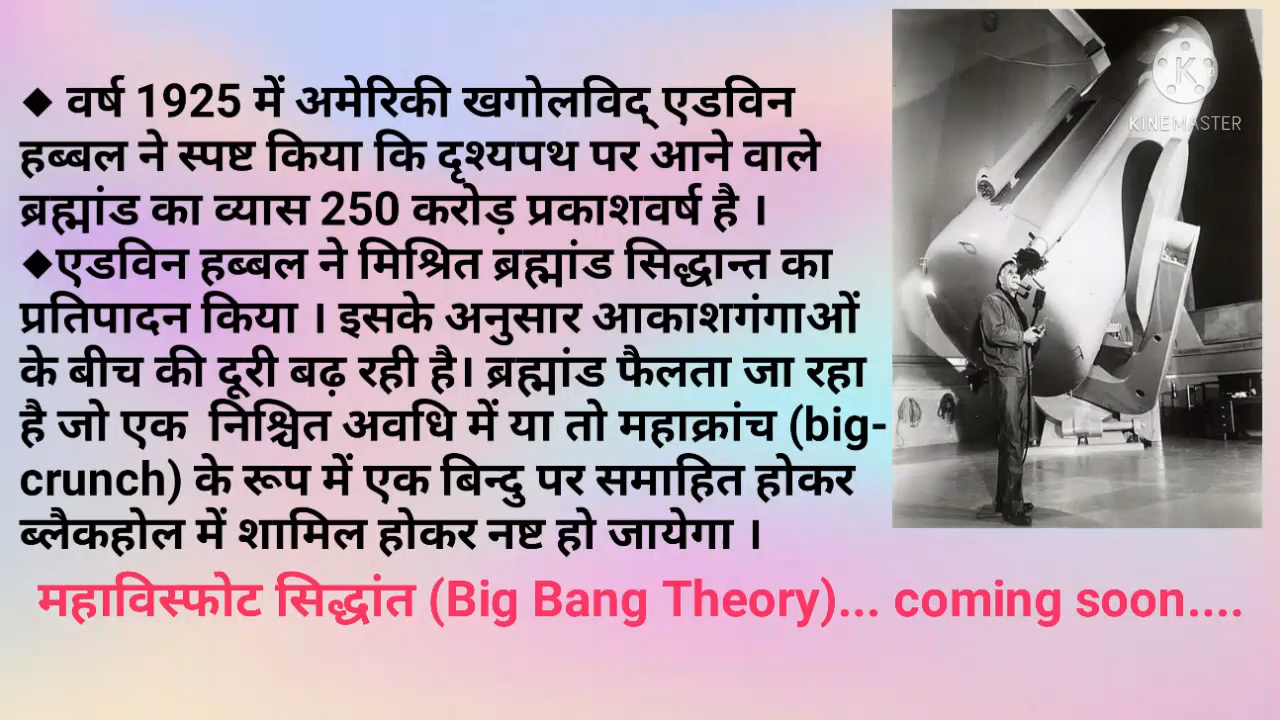 ◆ वर्ष 1925 में अमेरिकी खगोलविद् एडविन
हब्बल ने स्पष्ट किया कि दृश्यपथ पर आने वाले
ब्रह्मांड का व्यास 250 करोड़ प्रकाशवर्ष है ।
◆एडविन हब्बल ने मिश्रित ब्रह्मांड सिद्धान्त का
प्रतिपादन किया । इसके अनुसार आकाशगंगाओं
के बीच की दूरी बढ़ रही है। ब्रह्मांड फैलता जा रहा
है जो एक निश्चित अवधि में या तो महाक्रांच (big-
crunch) के रूप में एक बिन्दु पर समाहित होकर
ब्लैकहोल में शामिल होकर नष्ट हो जायेगा ।
महाविस्फोट सिद्धांत (Big Bang Theory)... coming soon....
K
KINEMASTER